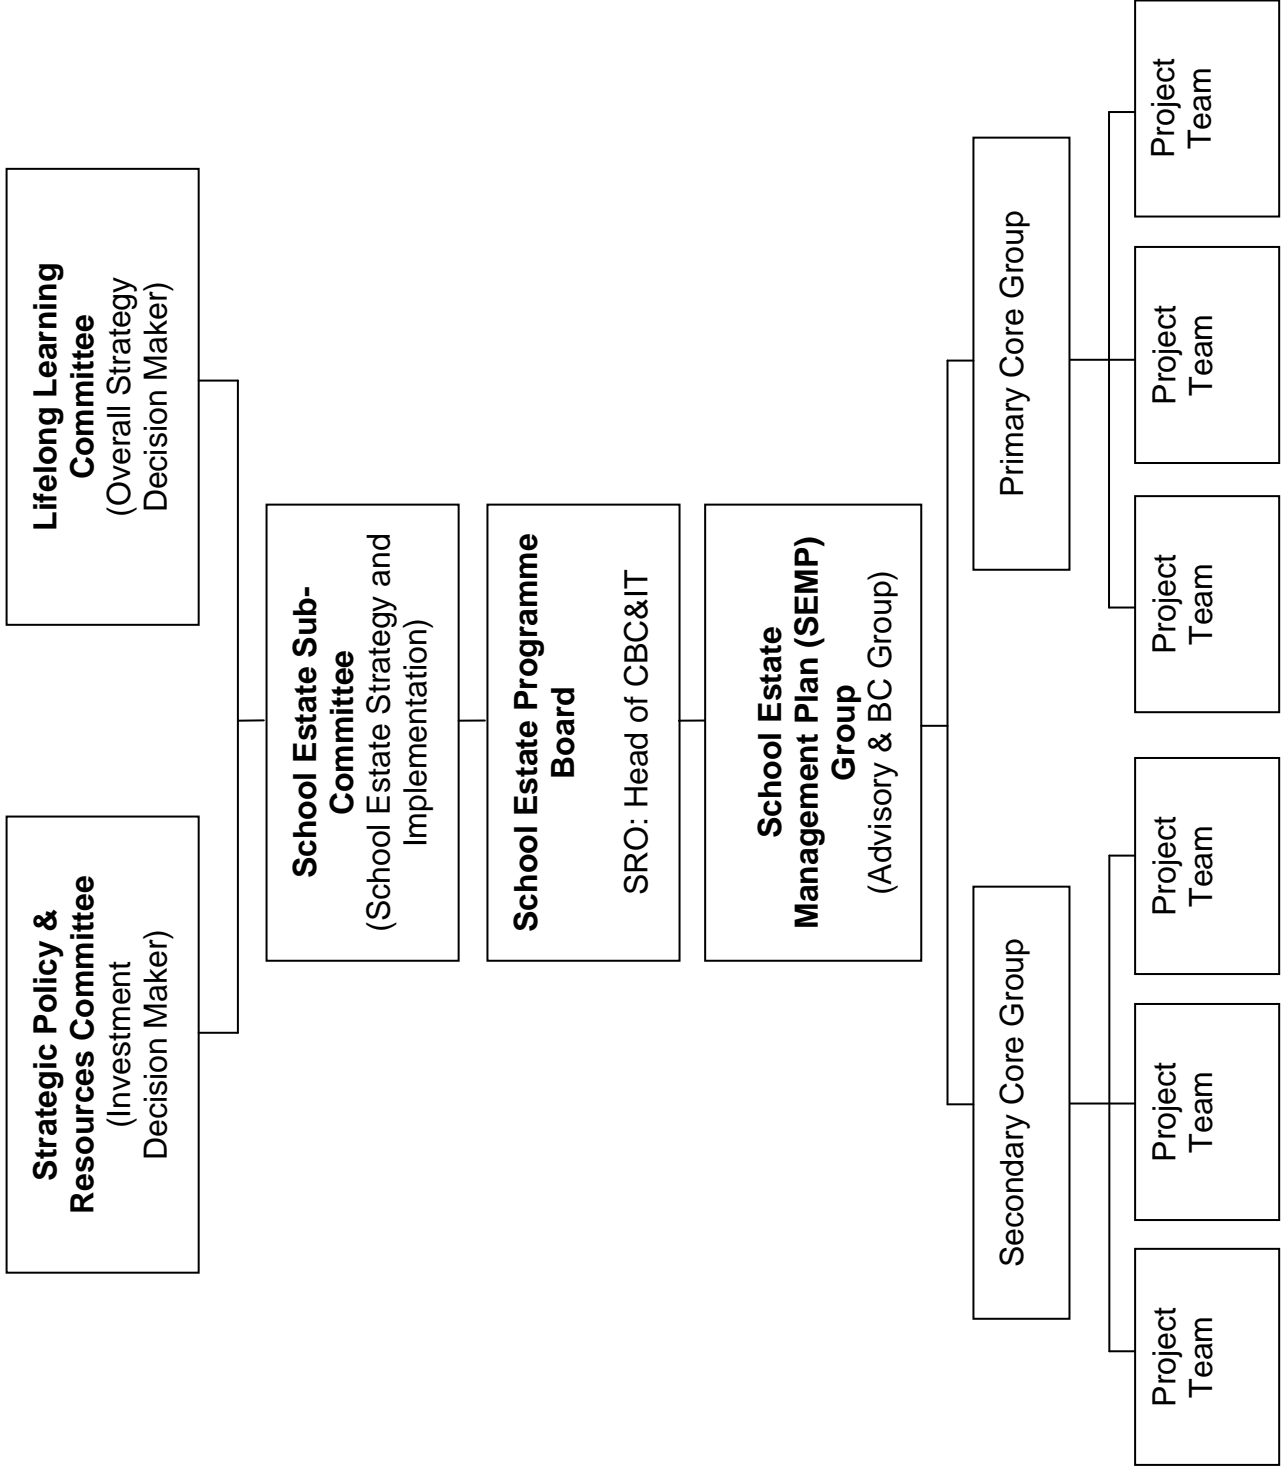 Strategic Policy &
Resources Committee
(Investment
Decision Maker)
Lifelong Learning
Committee
(Overall Strategy
Decision Maker)
School Estate Sub-
Committee
(School Estate Strategy and
Implementation)
School Estate Programme
Board
SRO: Head of CBC&IT
School Estate
Management Plan (SEMP)
Group
(Advisory & BC Group)
Secondary Core Group
Primary Core Group
Project
Team
Project
Team
Project
Team
Project
Team
Project
Team
Project
Team